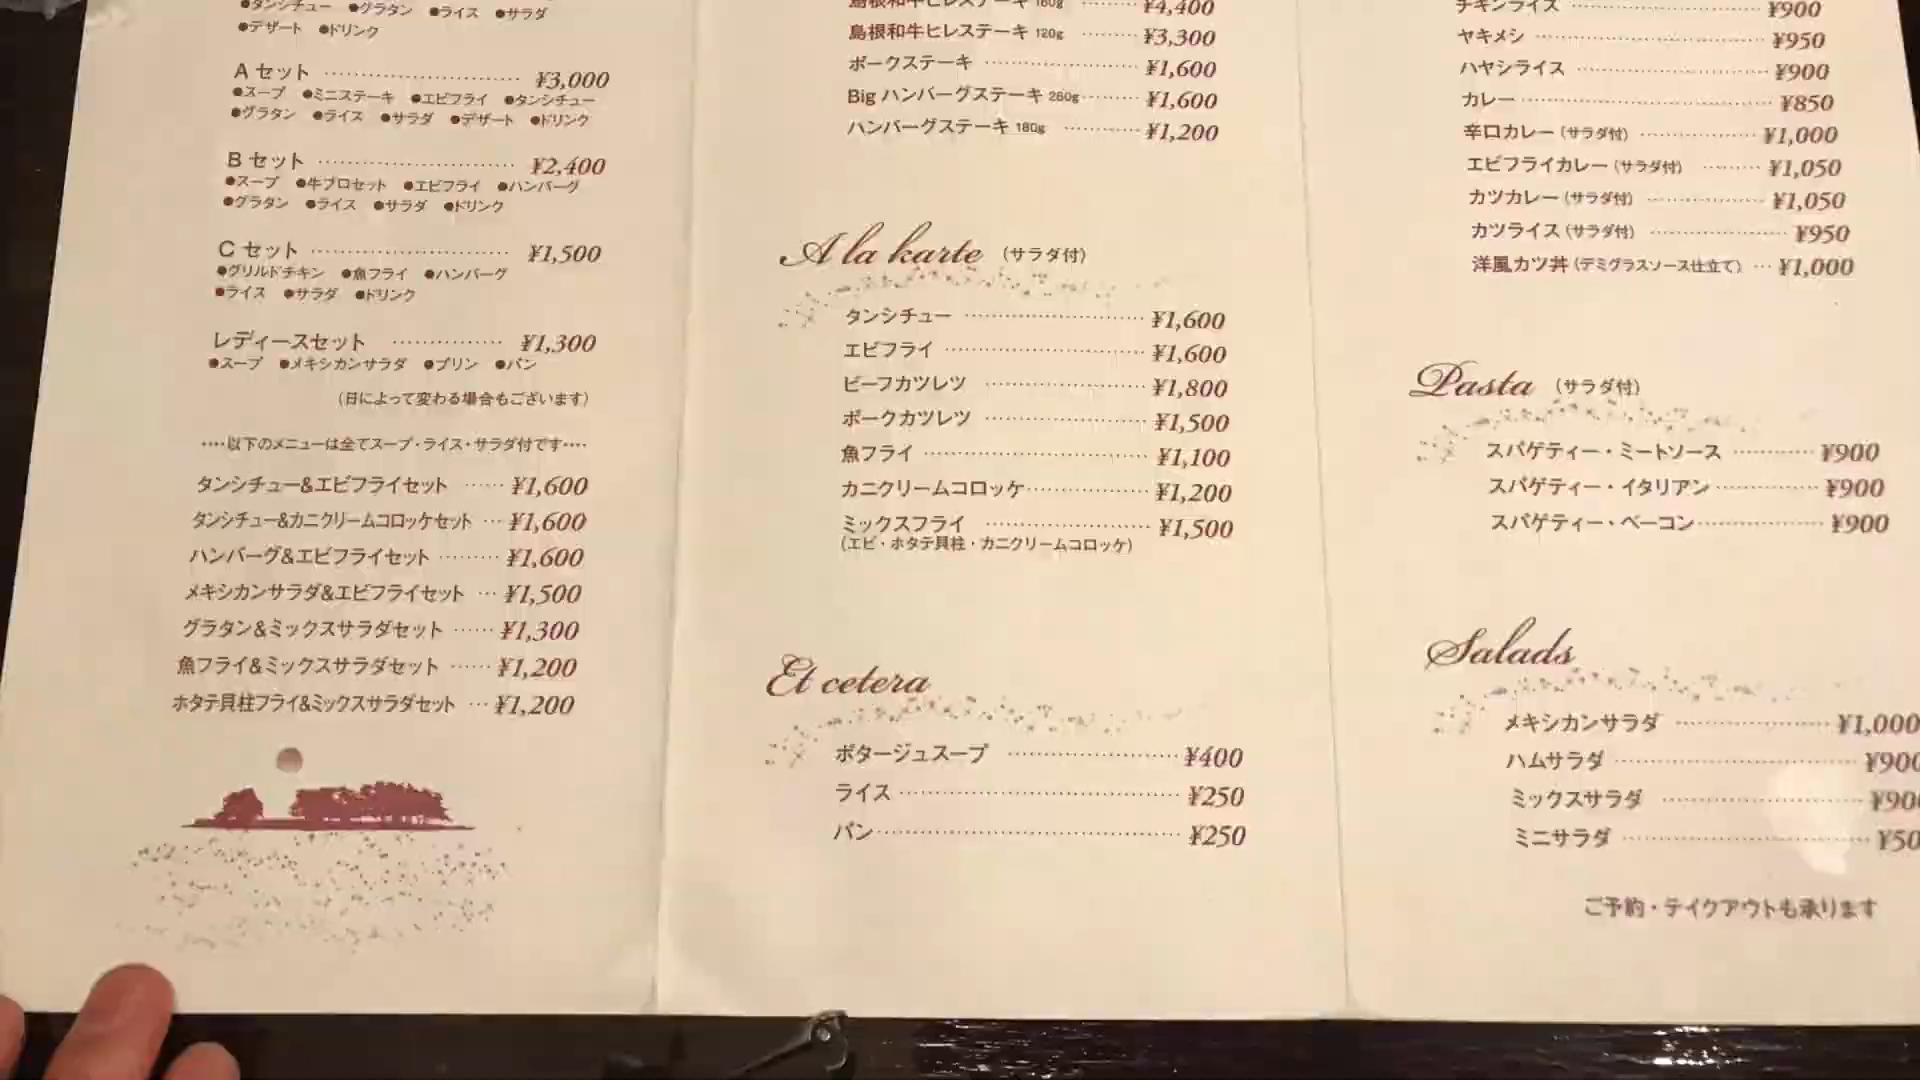 ●タンシチュー ●グラタン ●ライス ●サラダ
●デザート ●ドリンク
A セット ¥3,000
●スープ ●ミニステーキ ●エビフライ ●タンシチュー
●グラタン ●ライス ●サラダ ●デザート ●ドリンク
B セット ¥2,400
●スープ ●牛プロセット ●エビフライ ●ハンバーグ
●グラタン ●ライス ●サラダ ●ドリンク
C セット ¥1,500
●グリルドチキン ●魚フライ ●ハンバーグ
●ライス ●サラダ ●ドリンク
レディースセット ¥1,300
●スープ ●メキシカンサラダ ●プリン ●パン
(日によって変わる場合もございます)
····以下のメニューは全てスープ・ライス・サラダ付です····
タンシチュー&エビフライセット ¥1,600
タンシチュー&カニクリームコロッケセット ¥1,600
ハンバーグ&エビフライセット ¥1,600
メキシカンサラダ&エビフライセット ¥1,500
グラタン&ミックスサラダセット ¥1,300
魚フライ&ミックスサラダセット ¥1,200
ホタテ貝柱フライ&ミックスサラダセット ¥1,200
島根和牛ヒレステーキ 160g ¥4,400
島根和牛ヒレステーキ 120g ¥3,300
ポークステーキ ¥1,600
Big ハンバーグステーキ 260g ¥1,600
ハンバーグステーキ 180g ¥1,200
A la karte (サラダ付)
タンシチュー ¥1,600
エビフライ ¥1,600
ビーフカツレツ ¥1,800
ポークカツレツ ¥1,500
魚フライ ¥1,100
カニクリームコロッケ ¥1,200
ミックスフライ ¥1,500
(エビ・ホタテ貝柱・カニクリームコロッケ)
Et cetera
ポタージュスープ ¥400
ライス ¥250
パン ¥250
チキンライス ¥900
ヤキメシ ¥950
ハヤシライス ¥900
カレー ¥850
辛口カレー (サラダ付) ¥1,000
エビフライカレー (サラダ付) ¥1,050
カツカレー (サラダ付) ¥1,050
カツライス (サラダ付) ¥950
洋風カツ丼 (デミグラスソース仕立て) ¥1,000
Pasta (サラダ付)
スパゲティー・ミートソース ¥900
スパゲティー・イタリアン ¥900
スパゲティー・ベーコン ¥900
Salads
メキシカンサラダ ¥1,000
ハムサラダ ¥900
ミックスサラダ ¥90
ミニサラダ ¥50
ご予約・テイクアウトも承ります